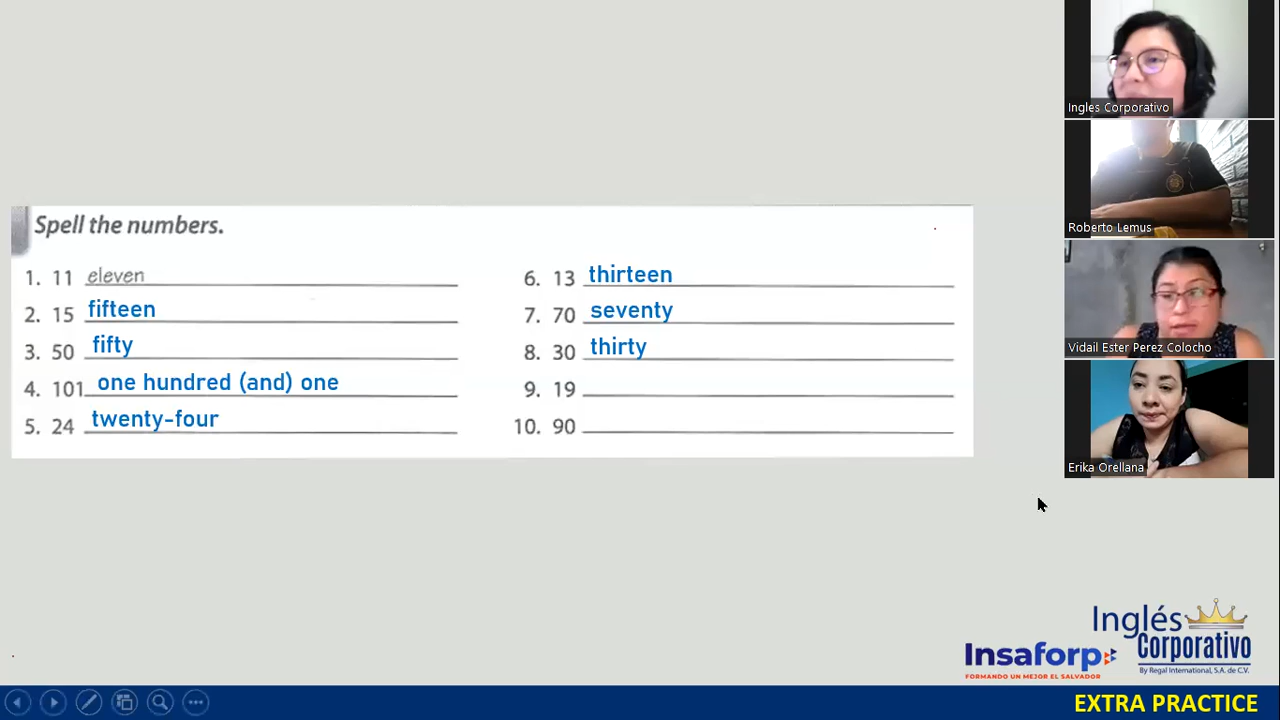 Spell the numbers.
1. 11 eleven
2. 15 fifteen
3. 50 fifty
4. 101 one hundred (and) one
5. 24 twenty-four
6. 13 thirteen
7. 70 seventy
8. 30 thirty
9. 19
10. 90
Ingles Corporativo
Roberto Lemus
Vidail Ester Perez Colocho
Erika Orellana
Inglés
Corporativo
By Regal International, S.A. de C.V.
Insaforp
FORMANDO UN MEJOR EL SALVADOR
EXTRA PRACTICE